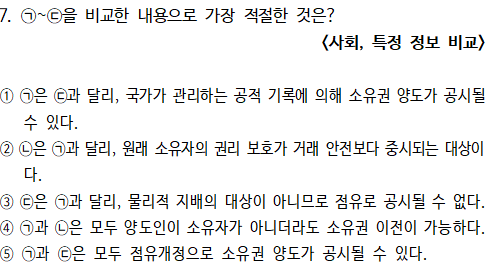 7. ㉠~㉢을 비교한 내용으로 가장 적절한 것은?
<사회, 특정 정보 비교>
① ㉠은 ㉢과 달리, 국가가 관리하는 공적 기록에 의해 소유권 양도가 공시될
수 있다.
② ㉡은 ㉠과 달리, 원래 소유자의 권리 보호가 거래 안전보다 중시되는 대상이
다.
③ ㉢은 ㉠과 달리, 물리적 지배의 대상이 아니므로 점유로 공시될 수 없다.
④ ㉠과 ㉡은 모두 양도인이 소유자가 아니더라도 소유권 이전이 가능하다.
⑤ ㉠과 ㉢은 모두 점유개정으로 소유권 양도가 공시될 수 있다.